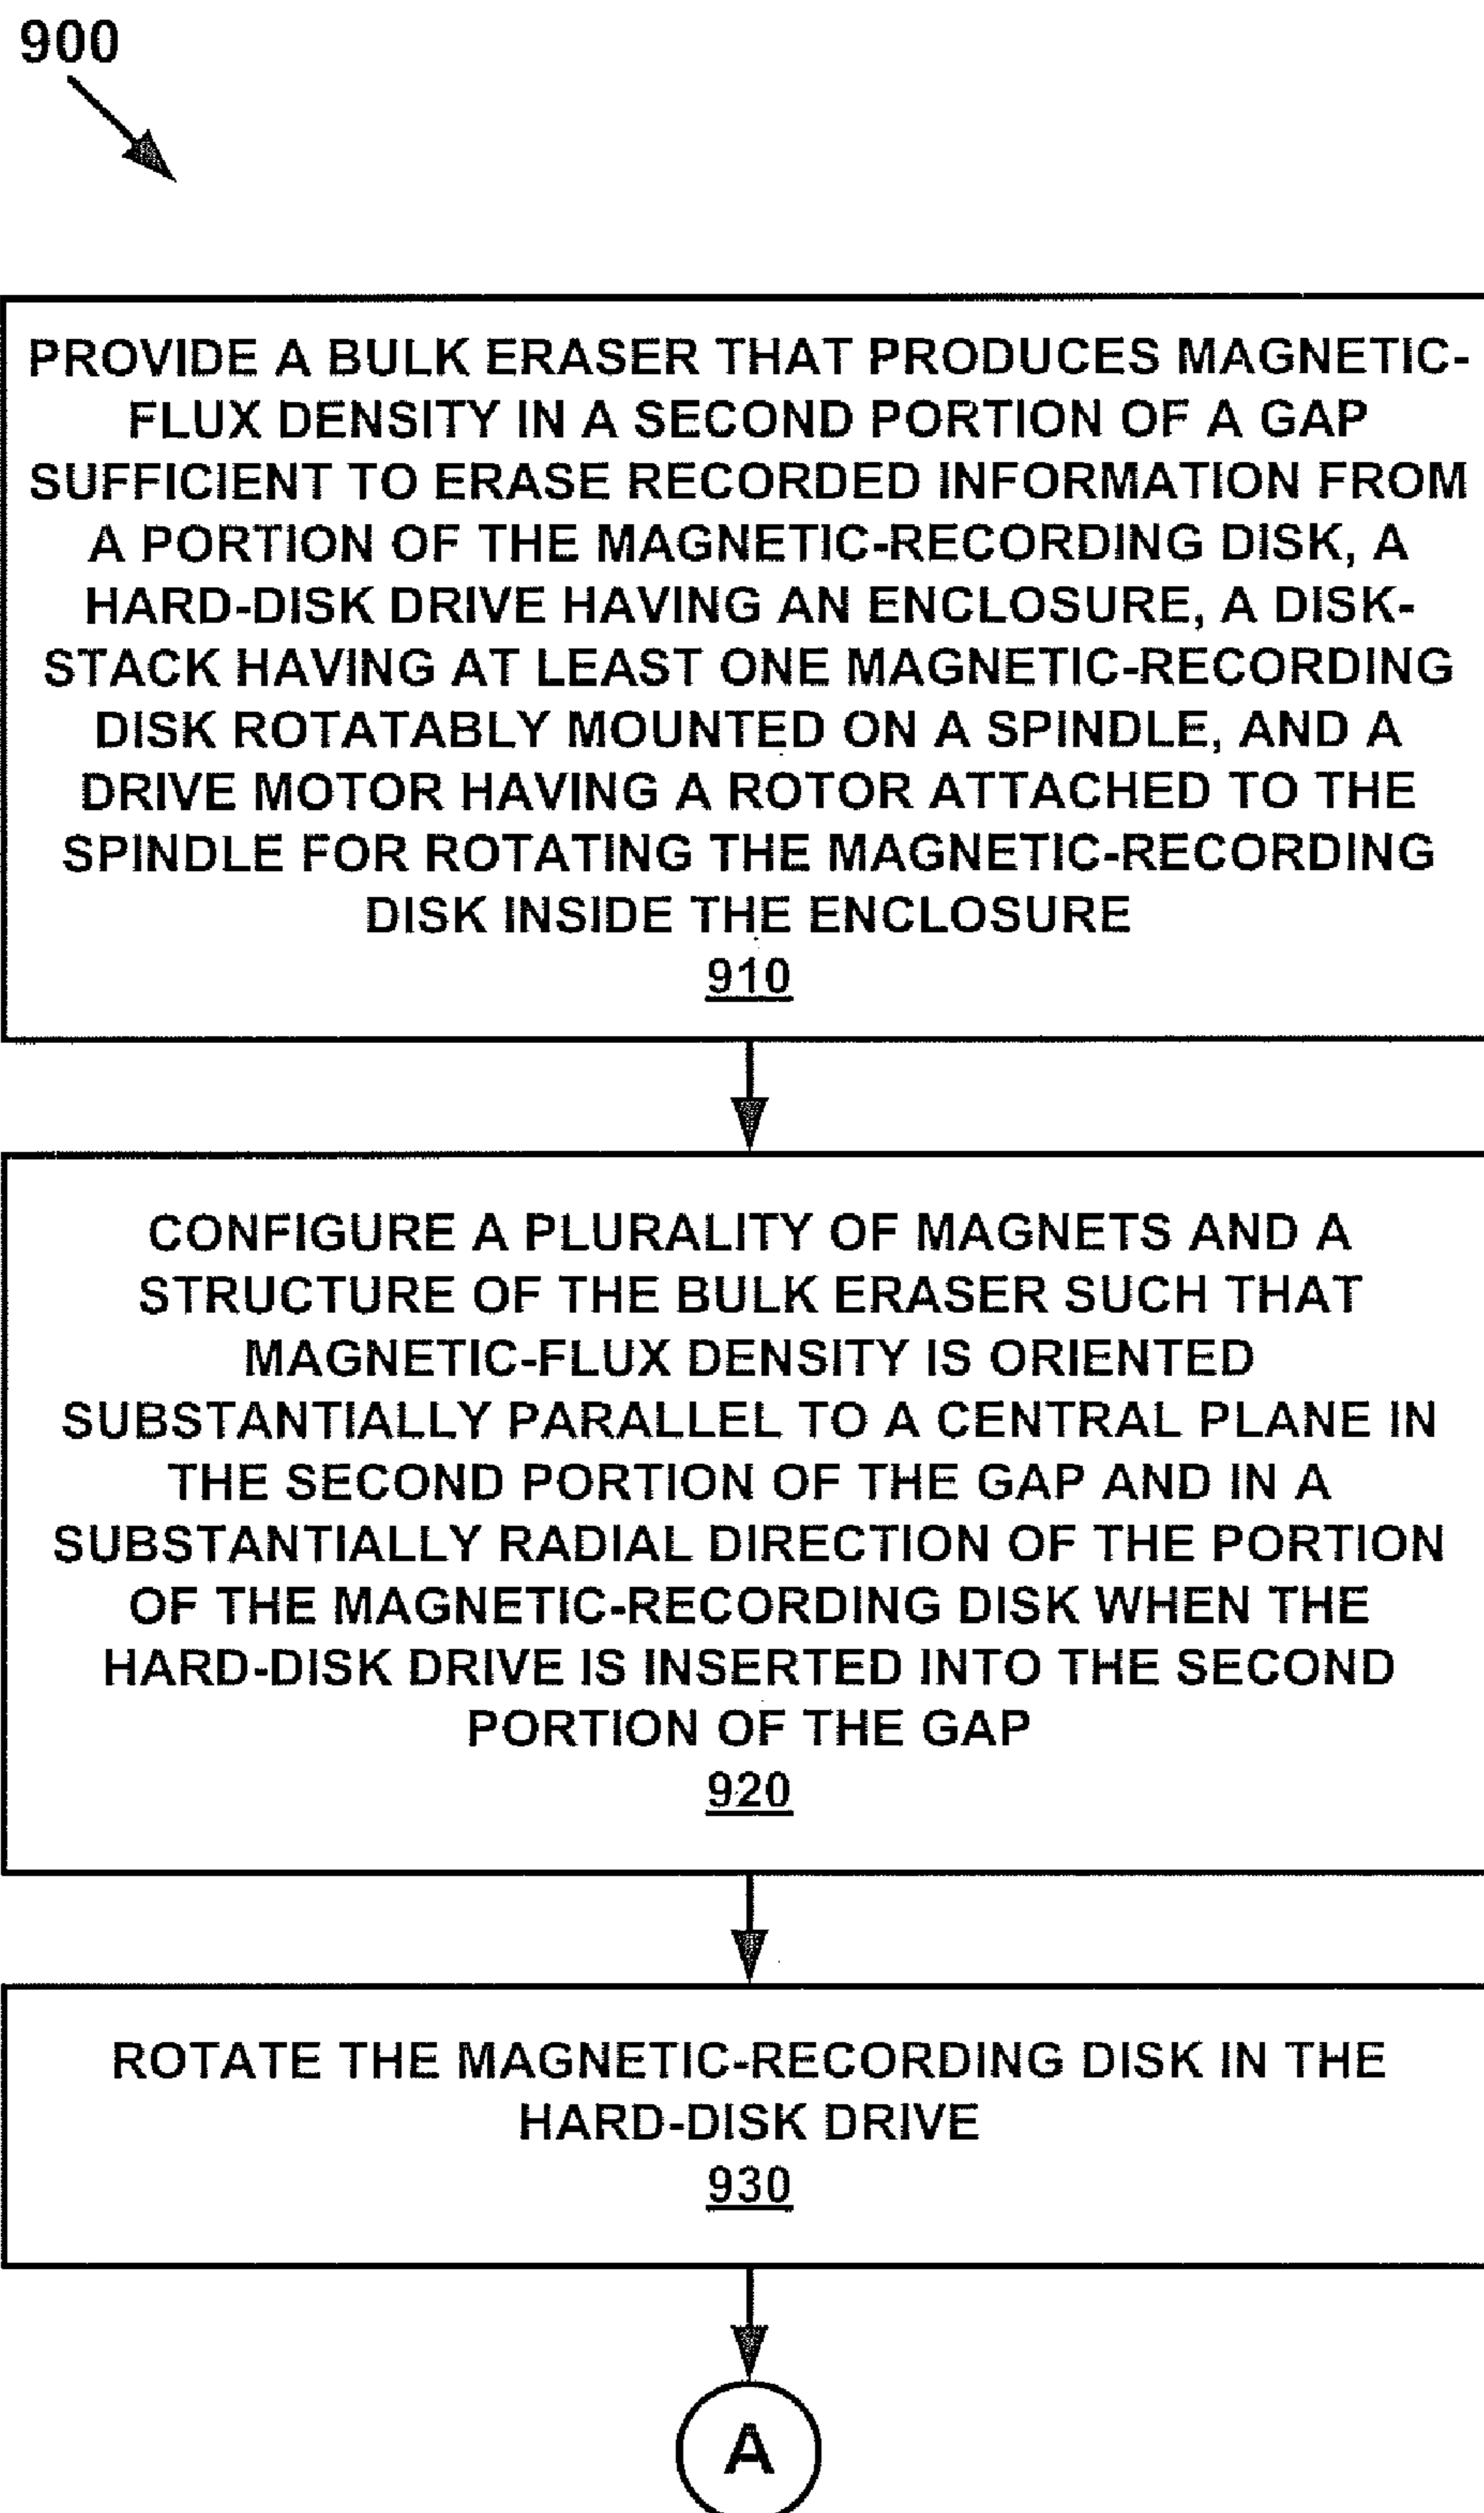 900
PROVIDE A BULK ERASER THAT PRODUCES MAGNETIC-
FLUX DENSITY IN A SECOND PORTION OF A GAP
SUFFICIENT TO ERASE RECORDED INFORMATION FROM
A PORTION OF THE MAGNETIC-RECORDING DISK, A
HARD-DISK DRIVE HAVING AN ENCLOSURE, A DISK-
STACK HAVING AT LEAST ONE MAGNETIC-RECORDING
DISK ROTATABLY MOUNTED ON A SPINDLE, AND A
DRIVE MOTOR HAVING A ROTOR ATTACHED TO THE
SPINDLE FOR ROTATING THE MAGNETIC-RECORDING
DISK INSIDE THE ENCLOSURE
910
CONFIGURE A PLURALITY OF MAGNETS AND A
STRUCTURE OF THE BULK ERASER SUCH THAT
MAGNETIC-FLUX DENSITY IS ORIENTED
SUBSTANTIALLY PARALLEL TO A CENTRAL PLANE IN
THE SECOND PORTION OF THE GAP AND IN A
SUBSTANTIALLY RADIAL DIRECTION OF THE PORTION
OF THE MAGNETIC-RECORDING DISK WHEN THE
HARD-DISK DRIVE IS INSERTED INTO THE SECOND
PORTION OF THE GAP
920
ROTATE THE MAGNETIC-RECORDING DISK IN THE
HARD-DISK DRIVE
930
A